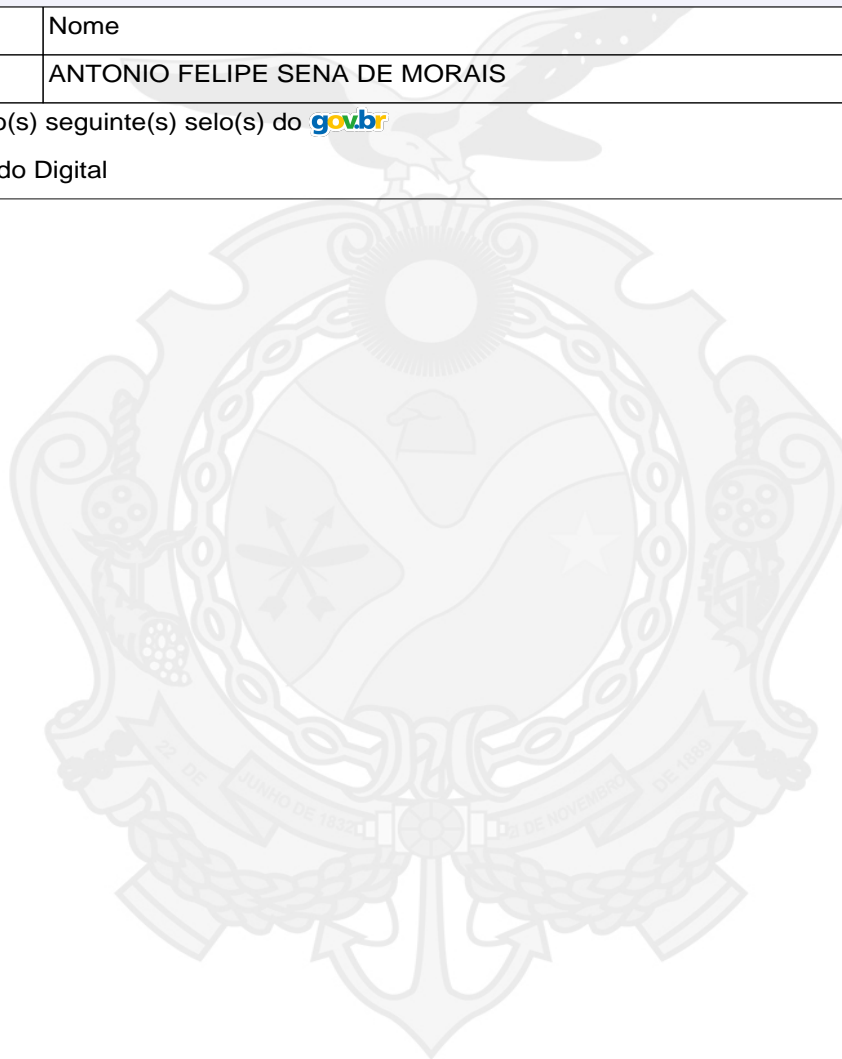 Nome
ANTONIO FELIPE SENA DE MORAIS
o(s) seguinte(s) selo(s) do gov.br
do Digital
22 DE
JUNHO DE 1832
21 DE NOVEMBRO
DE 1889